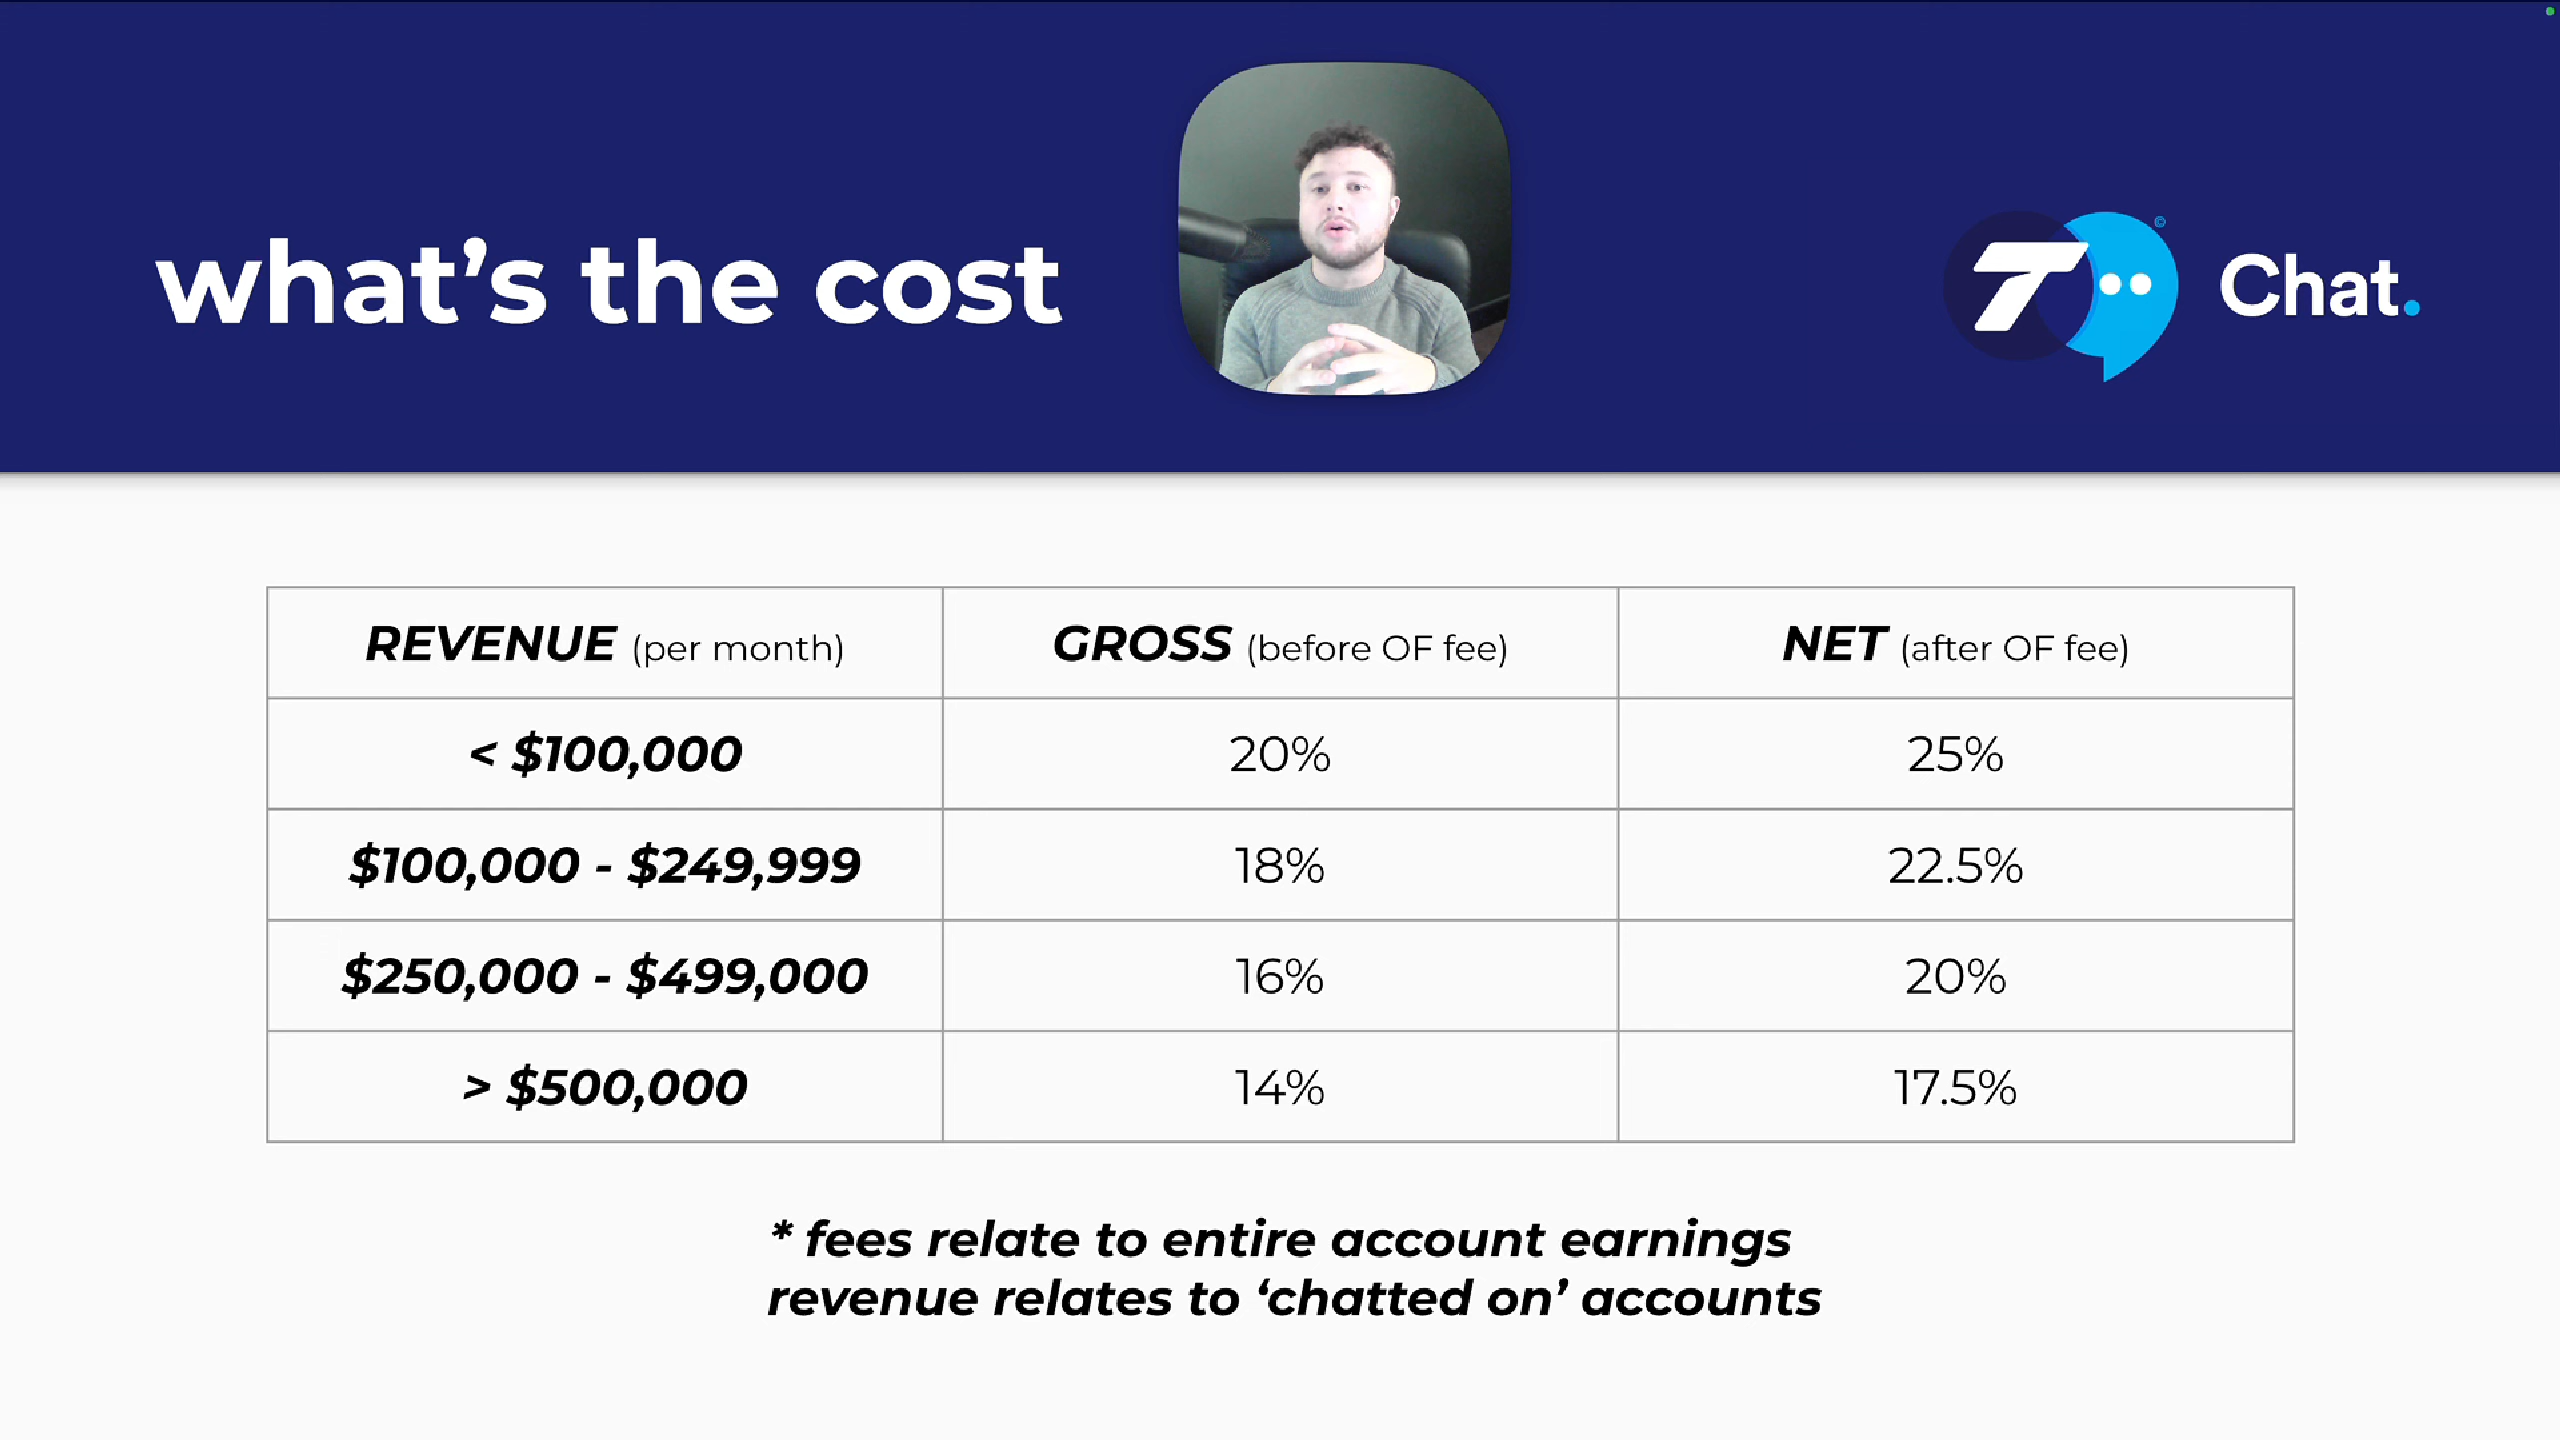 what's the cost
T Chat.
REVENUE (per month) GROSS (before OF fee) NET (after OF fee)
< $100,000 20% 25%
$100,000 - $249,999 18% 22.5%
$250,000 - $499,000 16% 20%
> $500,000 14% 17.5%
* fees relate to entire account earnings
revenue relates to ‘chatted on’ accounts